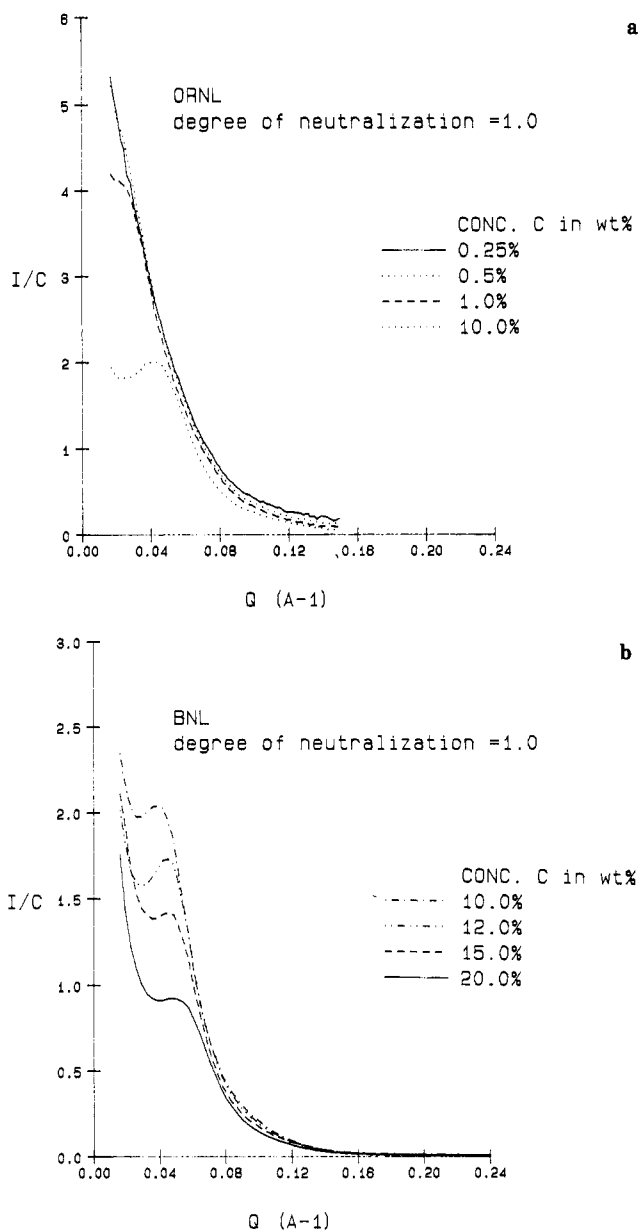 a
6
5
4
3
2
1
0
I/C
ORNL
degree of neutralization =1.0
CONC. C in wt%
0.25%
0.5%
1.0%
10.0%
0.00 0.04 0.08 0.12 0.16 0.20 0.24
Q (A-1)
b
3.0
2.5
2.0
1.5
1.0
0.5
0.0
I/C
BNL
degree of neutralization =1.0
CONC. C in wt%
10.0%
12.0%
15.0%
20.0%
0.00 0.04 0.08 0.12 0.16 0.20 0.24
Q (A-1)